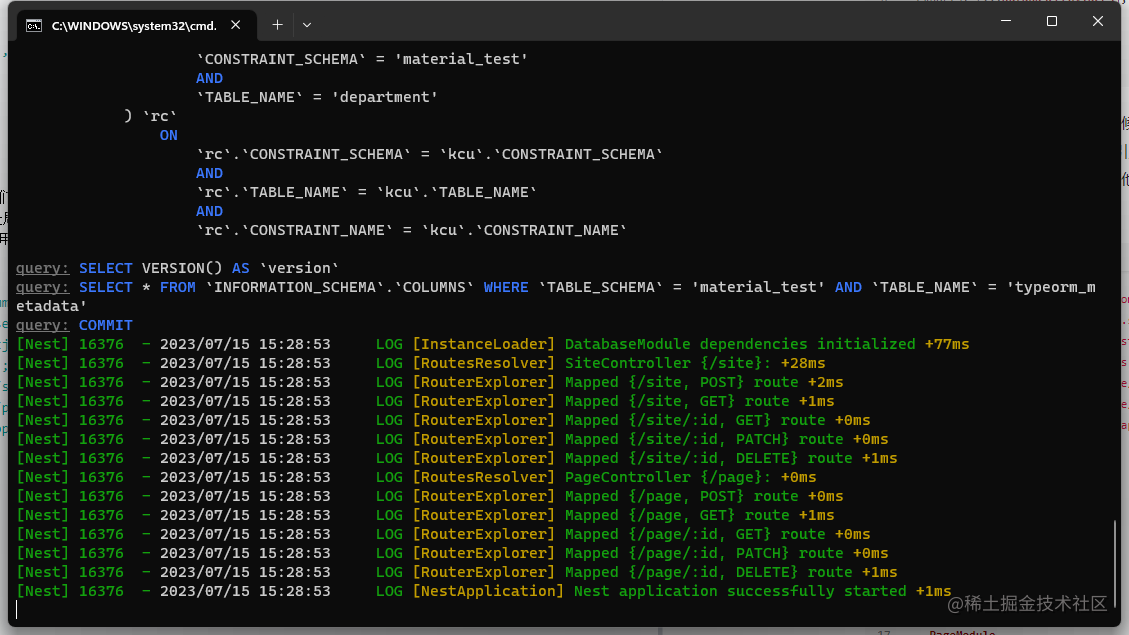 C:\WINDOWS\system32\cmd.
`CONSTRAINT_SCHEMA` = 'material_test'
AND
`TABLE_NAME` = 'department'
) `rc`
ON
`rc`.`CONSTRAINT_SCHEMA` = `kcu`.`CONSTRAINT_SCHEMA`
AND
`rc`.`TABLE_NAME` = `kcu`.`TABLE_NAME`
AND
`rc`.`CONSTRAINT_NAME` = `kcu`.`CONSTRAINT_NAME`
query: SELECT VERSION() AS `version`
query: SELECT * FROM `INFORMATION_SCHEMA`.`COLUMNS` WHERE `TABLE_SCHEMA` = 'material_test' AND `TABLE_NAME` = 'typeorm_m
etadata'
query: COMMIT
[Nest] 16376  - 2023/07/15 15:28:53     LOG [InstanceLoader] DatabaseModule dependencies initialized +77ms
[Nest] 16376  - 2023/07/15 15:28:53     LOG [RoutesResolver] SiteController {/site}: +28ms
[Nest] 16376  - 2023/07/15 15:28:53     LOG [RouterExplorer] Mapped {/site, POST} route +2ms
[Nest] 16376  - 2023/07/15 15:28:53     LOG [RouterExplorer] Mapped {/site, GET} route +1ms
[Nest] 16376  - 2023/07/15 15:28:53     LOG [RouterExplorer] Mapped {/site/:id, GET} route +0ms
[Nest] 16376  - 2023/07/15 15:28:53     LOG [RouterExplorer] Mapped {/site/:id, PATCH} route +0ms
[Nest] 16376  - 2023/07/15 15:28:53     LOG [RouterExplorer] Mapped {/site/:id, DELETE} route +1ms
[Nest] 16376  - 2023/07/15 15:28:53     LOG [RoutesResolver] PageController {/page}: +0ms
[Nest] 16376  - 2023/07/15 15:28:53     LOG [RouterExplorer] Mapped {/page, POST} route +0ms
[Nest] 16376  - 2023/07/15 15:28:53     LOG [RouterExplorer] Mapped {/page, GET} route +1ms
[Nest] 16376  - 2023/07/15 15:28:53     LOG [RouterExplorer] Mapped {/page/:id, GET} route +0ms
[Nest] 16376  - 2023/07/15 15:28:53     LOG [RouterExplorer] Mapped {/page/:id, PATCH} route +0ms
[Nest] 16376  - 2023/07/15 15:28:53     LOG [RouterExplorer] Mapped {/page/:id, DELETE} route +1ms
[Nest] 16376  - 2023/07/15 15:28:53     LOG [NestApplication] Nest application successfully started +1ms
@稀土掘金技术社区